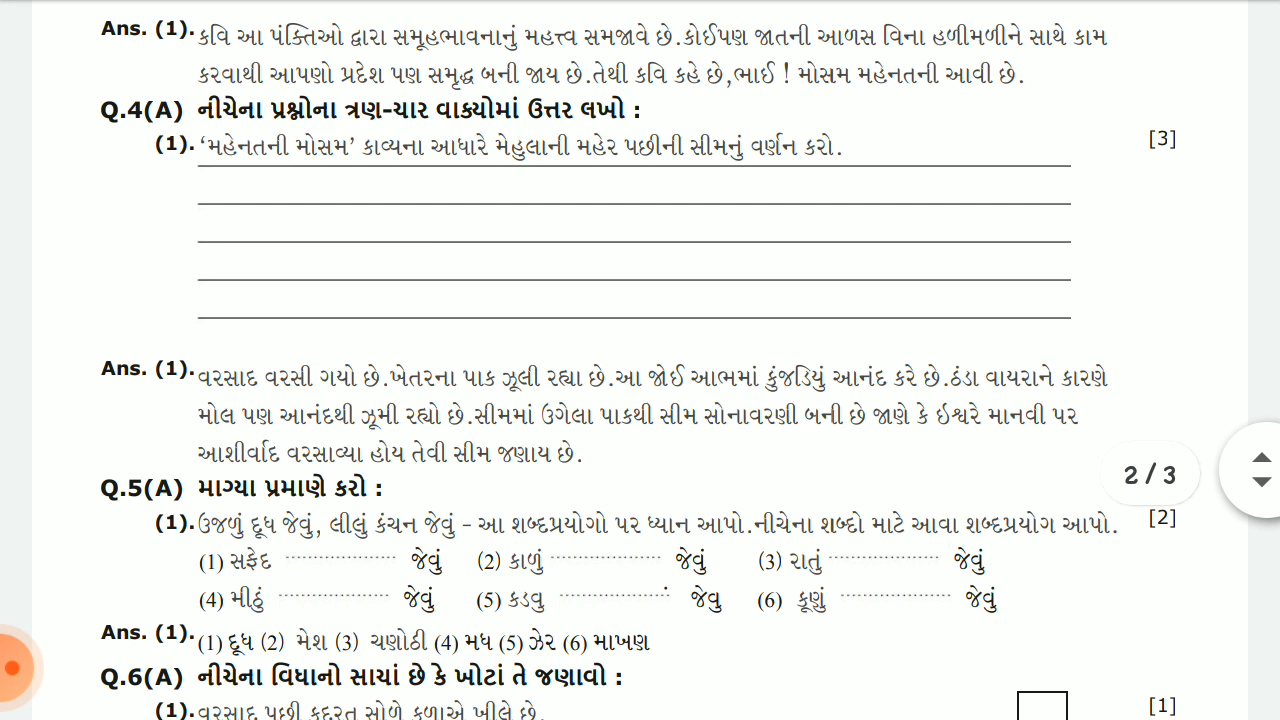 Ans. (1). કવિ આ પંક્તિઓ દ્વારા સમૂહભાવનાનું મહત્ત્વ સમજાવે છે.કોઈપણ જાતની આળસ વિના હળીમળીને સાથે કામ
કરવાથી આપણો પ્રદેશ પણ સમૃદ્ધ બની જાય છે.તેથી કવિ કહે છે,ભાઈ ! મોસમ મહેનતની આવી છે.
Q.4(A) નીચેના પ્રશ્નોના ત્રણ-ચાર વાક્યોમાં ઉત્તર લખો :
(1). ‘મહેનતની મોસમ’ કાવ્યના આધારે મેહુલાની મહેર પછીની સીમનું વર્ણન કરો. [3]
Ans. (1). વરસાદ વરસી ગયો છે.ખેતરના પાક ઝૂલી રહ્યા છે.આ જોઈ આભમાં કુંજડિયું આનંદ કરે છે.ઠંડા વાયરાને કારણે
મોલ પણ આનંદથી ઝૂમી રહ્યો છે.સીમમાં ઉગેલા પાકથી સીમ સોનાવરણી બની છે જાણે કે ઇશ્વરે માનવી પર
આશીર્વાદ વરસાવ્યા હોય તેવી સીમ જણાય છે.
2 / 3
Q.5(A) માગ્યા પ્રમાણે કરો :
(1). ઉજળું દૂધ જેવું, લીલું કંચન જેવું - આ શબ્દપ્રયોગો પર ધ્યાન આપો.નીચેના શબ્દો માટે આવા શબ્દપ્રયોગ આપો. [2]
(1) સફેદ ........................ જેવું (2) કાળું ........................ જેવું (3) રાતું ........................ જેવું
(4) મીઠું ........................ જેવું (5) કડવુ ........................ં જેવુ (6) કૂણું ........................ જેવું
Ans. (1). (1) દૂધ (2) મેશ (3) ચણોઠી (4) મધ (5) ઝેર (6) માખણ
Q.6(A) નીચેના વિધાનો સાચાં છે કે ખોટાં તે જણાવો :
(1). વરસાદ પછી કુદરત સોળે કળાએ ખીલે છે. [1]